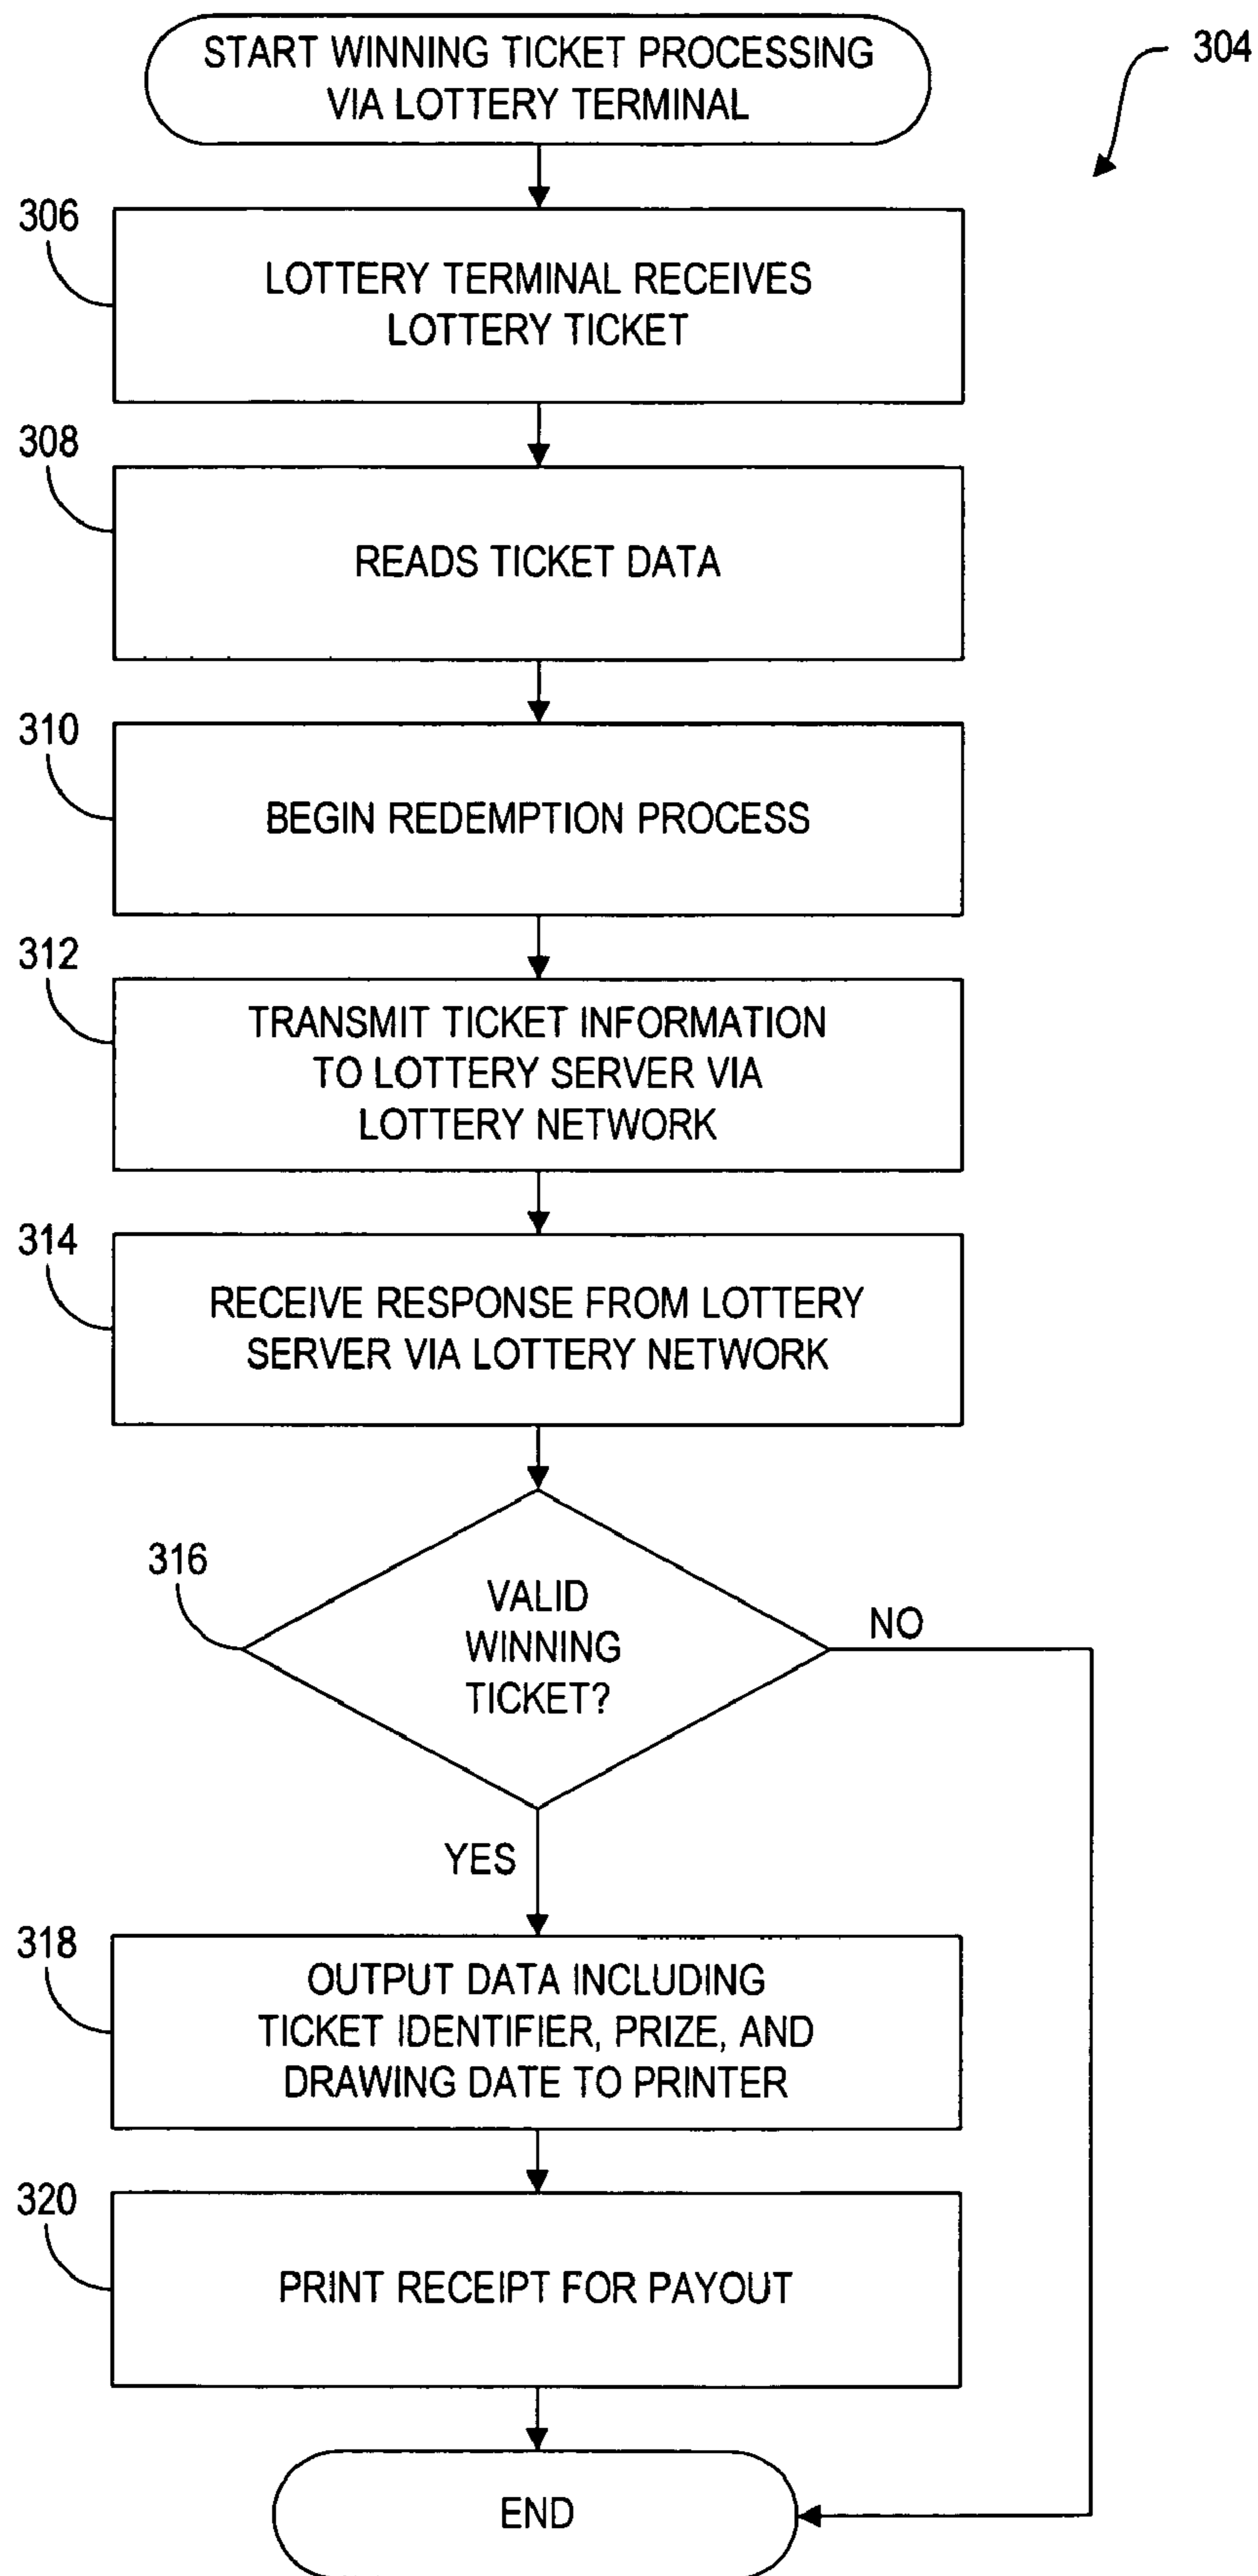 START WINNING TICKET PROCESSING
VIA LOTTERY TERMINAL
304
306
LOTTERY TERMINAL RECEIVES
LOTTERY TICKET
308
READS TICKET DATA
310
BEGIN REDEMPTION PROCESS
312
TRANSMIT TICKET INFORMATION
TO LOTTERY SERVER VIA
LOTTERY NETWORK
314
RECEIVE RESPONSE FROM LOTTERY
SERVER VIA LOTTERY NETWORK
316
VALID
WINNING
TICKET?
NO
YES
318
OUTPUT DATA INCLUDING
TICKET IDENTIFIER, PRIZE, AND
DRAWING DATE TO PRINTER
320
PRINT RECEIPT FOR PAYOUT
END